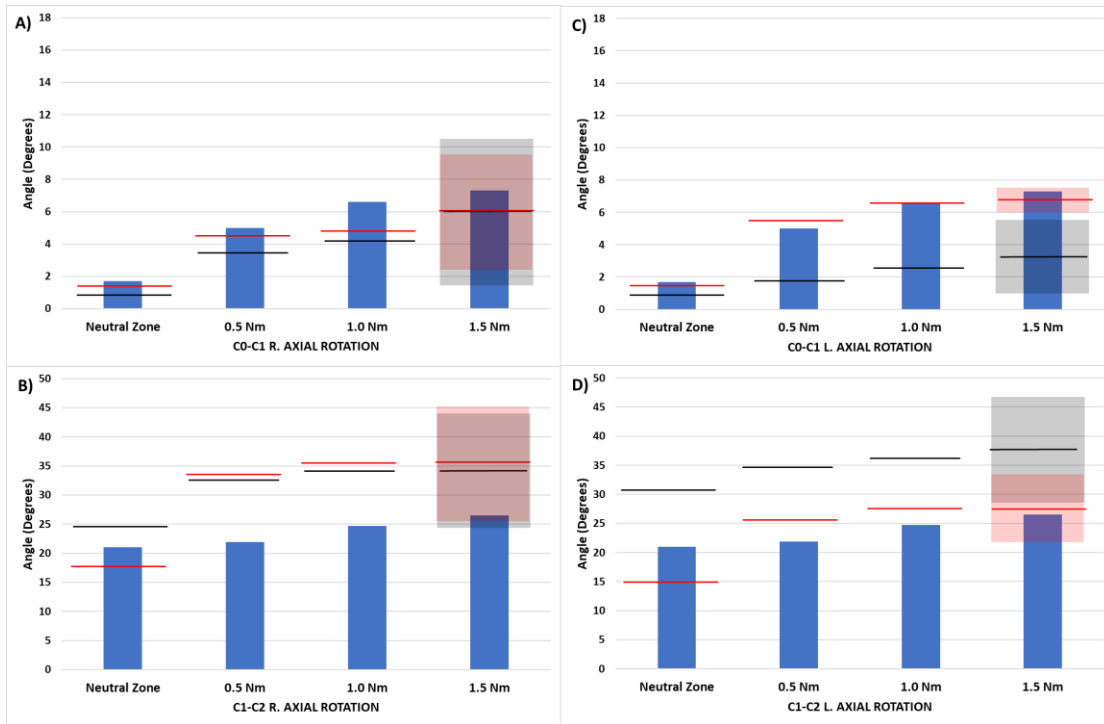 A)
Angle (Degrees)
18
16
14
12
10
8
6
4
2
0
Neutral Zone 0.5 Nm 1.0 Nm 1.5 Nm
C0-C1 R. AXIAL ROTATION
B)
Angle (Degrees)
50
45
40
35
30
25
20
15
10
5
0
Neutral Zone 0.5 Nm 1.0 Nm 1.5 Nm
C1-C2 R. AXIAL ROTATION
C)
Angle (Degrees)
18
16
14
12
10
8
6
4
2
0
Neutral Zone 0.5 Nm 1.0 Nm 1.5 Nm
C0-C1 L. AXIAL ROTATION
D)
Angle (Degrees)
50
45
40
35
30
25
20
15
10
5
0
Neutral Zone 0.5 Nm 1.0 Nm 1.5 Nm
C1-C2 L. AXIAL ROTATION